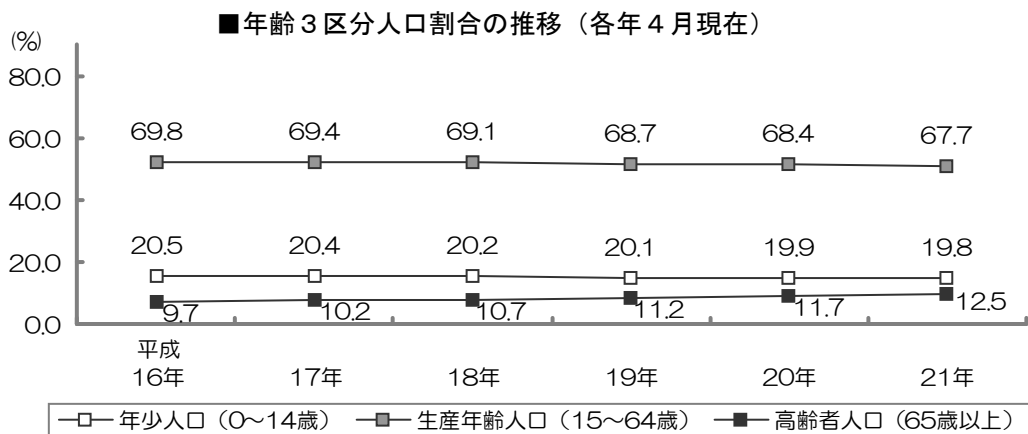 ■年齢３区分人口割合の推移（各年４月現在）
(%)
80.0
60.0
40.0
20.0
0.0
69.8 69.4 69.1 68.7 68.4 67.7
20.5 20.4 20.2 20.1 19.9 19.8
9.7 10.2 10.7 11.2 11.7 12.5
平成
16年 17年 18年 19年 20年 21年
年少人口（0～14歳） 生産年齢人口（15～64歳） 高齢者人口（65歳以上）